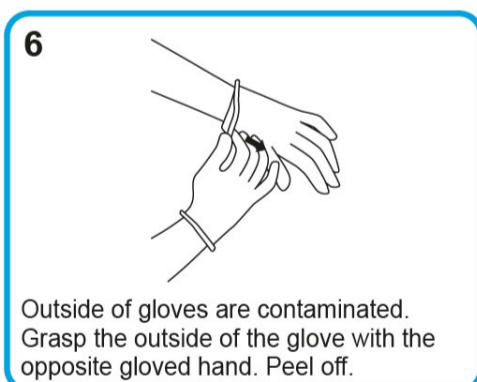 6
Outside of gloves are contaminated.
Grasp the outside of the glove with the
opposite gloved hand. Peel off.